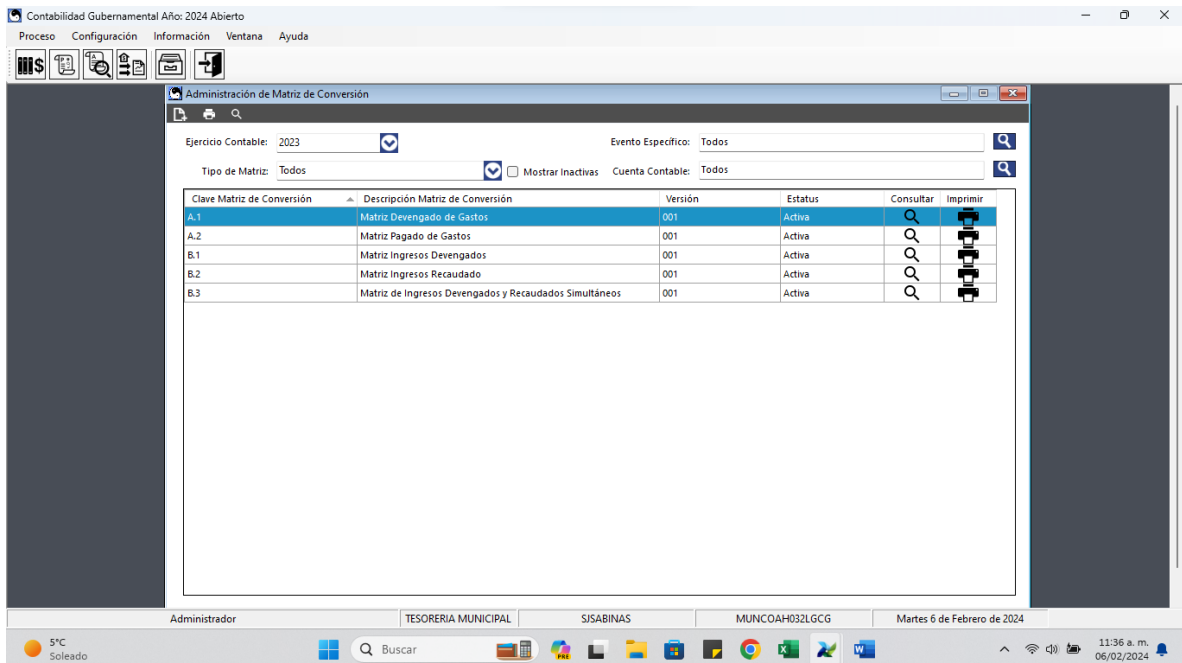 Contabilidad Gubernamental Año: 2024 Abierto
Proceso Configuración Información Ventana Ayuda
Administración de Matriz de Conversión
Ejercicio Contable: 2023 Evento Específico: Todos
Tipo de Matriz: Todos Mostrar Inactivas Cuenta Contable: Todos
Clave Matriz de Conversión Descripción Matriz de Conversión Versión Estatus Consultar Imprimir
A.1 Matriz Devengado de Gastos 001 Activa
A.2 Matriz Pagado de Gastos 001 Activa
B.1 Matriz Ingresos Devengados 001 Activa
B.2 Matriz Ingresos Recaudado 001 Activa
B.3 Matriz de Ingresos Devengados y Recaudados Simultáneos 001 Activa
Administrador TESORERIA MUNICIPAL SJSABINAS MUNCOAH032LGCG Martes 6 de Febrero de 2024
5°C
Soleado
Buscar
PRE
11:36 a. m.
06/02/2024